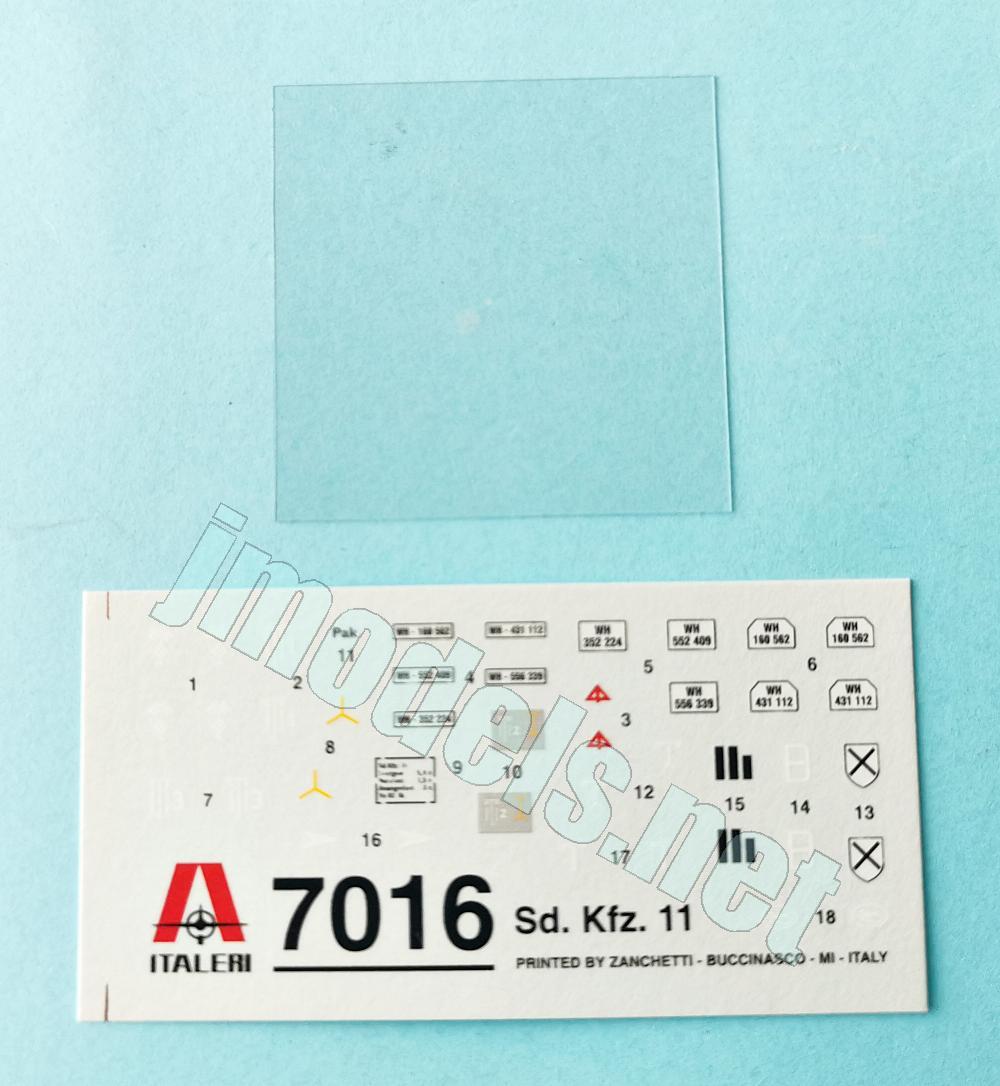 jmodels.net
Pak
11
WH - 160 562
WH - 431 112
WH
352 224
WH
552 409
WH
160 562
WH
160 562
1
2
WH - 552 409
4
WH - 556 339
5
6
WH
556 339
WH
431 112
WH
431 112
WH - 352 224
3
8
9
10
7
12
15
14
13
16
17
18
ITALERI
7016
Sd. Kfz. 11
PRINTED BY ZANCHETTI - BUCCINASCO - MI - ITALY